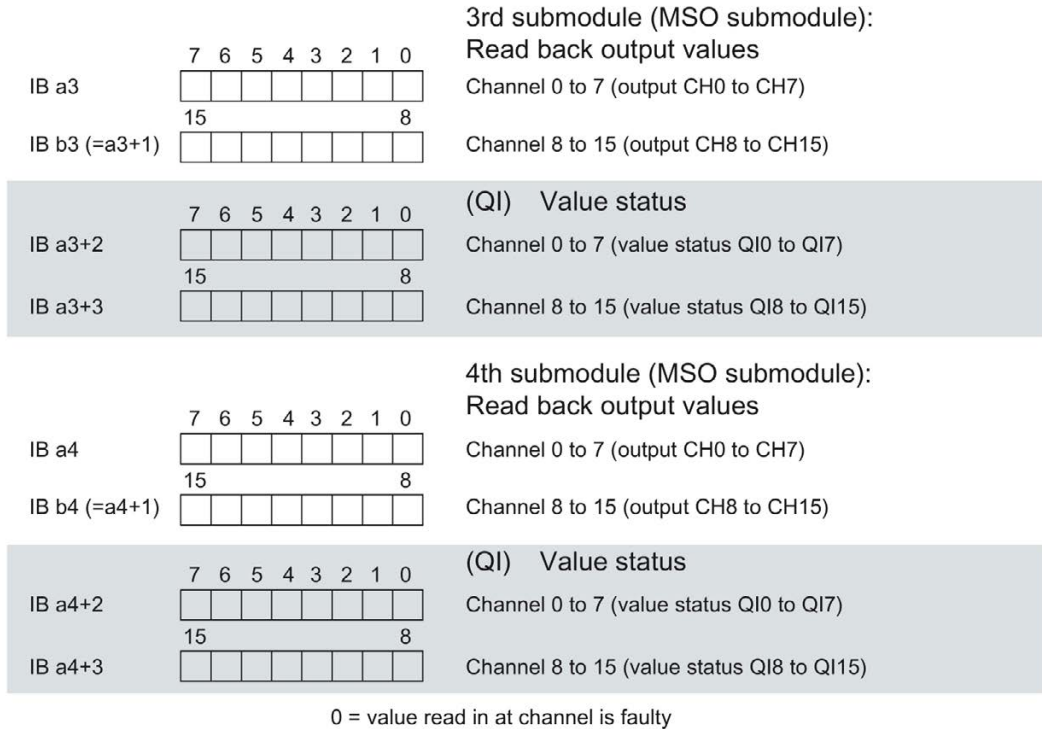 3rd submodule (MSO submodule):
Read back output values
7 6 5 4 3 2 1 0
IB a3 Channel 0 to 7 (output CH0 to CH7)
15 8
IB b3 (=a3+1) Channel 8 to 15 (output CH8 to CH15)
(QI) Value status
7 6 5 4 3 2 1 0
IB a3+2 Channel 0 to 7 (value status QI0 to QI7)
15 8
IB a3+3 Channel 8 to 15 (value status QI8 to QI15)
4th submodule (MSO submodule):
Read back output values
7 6 5 4 3 2 1 0
IB a4 Channel 0 to 7 (output CH0 to CH7)
15 8
IB b4 (=a4+1) Channel 8 to 15 (output CH8 to CH15)
(QI) Value status
7 6 5 4 3 2 1 0
IB a4+2 Channel 0 to 7 (value status QI0 to QI7)
15 8
IB a4+3 Channel 8 to 15 (value status QI8 to QI15)
0 = value read in at channel is faulty